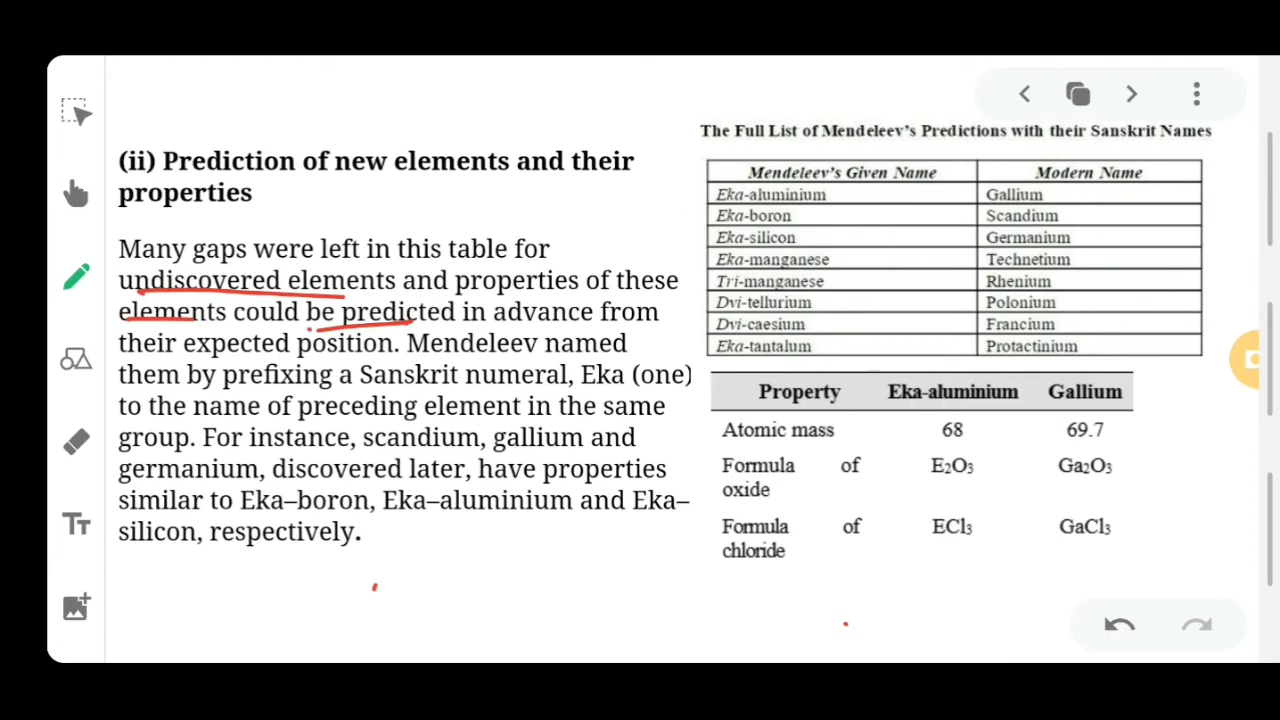 (ii) Prediction of new elements and their
properties
Many gaps were left in this table for
undiscovered elements and properties of these
elements could be predicted in advance from
their expected position. Mendeleev named
them by prefixing a Sanskrit numeral, Eka (one)
to the name of preceding element in the same
group. For instance, scandium, gallium and
germanium, discovered later, have properties
similar to Eka–boron, Eka–aluminium and Eka–
silicon, respectively.
The Full List of Mendeleev's Predictions with their Sanskrit Names
Mendeleev's Given Name Modern Name
Eka-aluminium Gallium
Eka-boron Scandium
Eka-silicon Germanium
Eka-manganese Technetium
Tri-manganese Rhenium
Dvi-tellurium Polonium
Dvi-caesium Francium
Eka-tantalum Protactinium
Property Eka-aluminium Gallium
Atomic mass 68 69.7
Formula of E₂O₃ Ga₂O₃
oxide
Formula of ECl₃ GaCl₃
chloride
TT